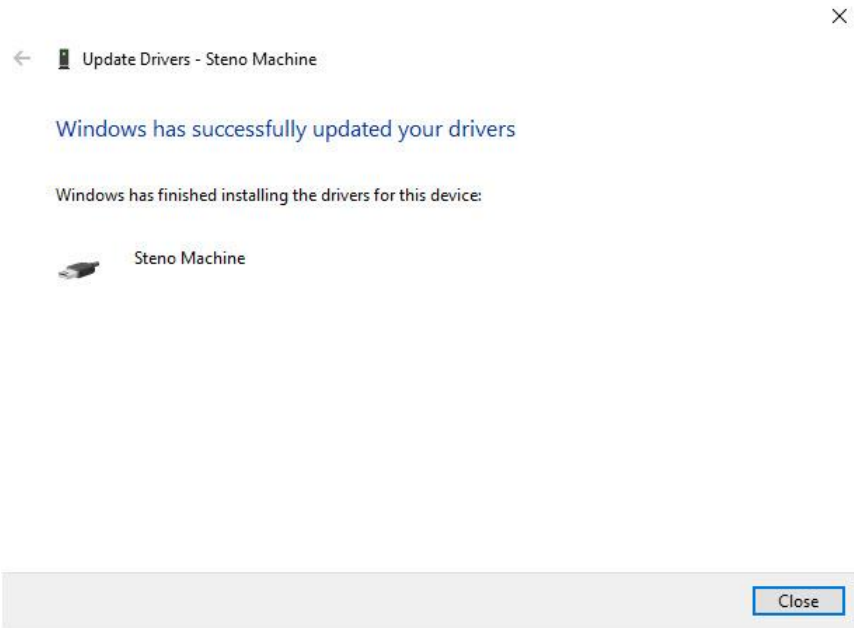 Update Drivers - Steno Machine
Windows has successfully updated your drivers
Windows has finished installing the drivers for this device:
Steno Machine
Close